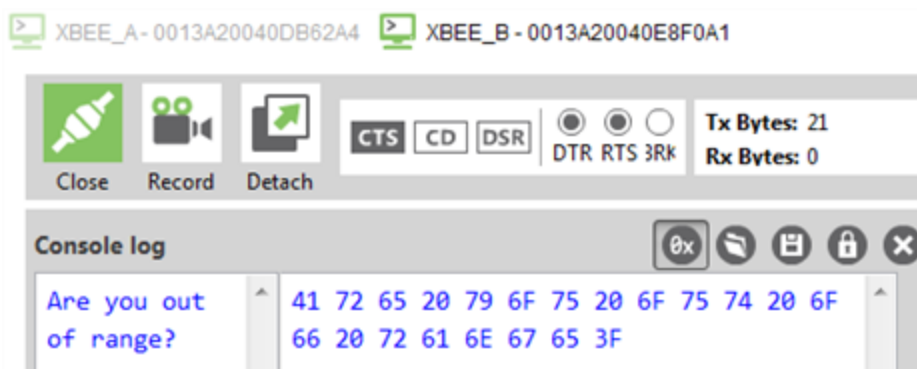 XBEE_A - 0013A20040DB62A4 XBEE_B - 0013A20040E8F0A1
Close Record Detach CTS CD DSR DTR RTS BRK Tx Bytes: 21
Rx Bytes: 0
Console log 0x
Are you out 41 72 65 20 79 6F 75 20 6F 75 74 20 6F
of range? 66 20 72 61 6E 67 65 3F